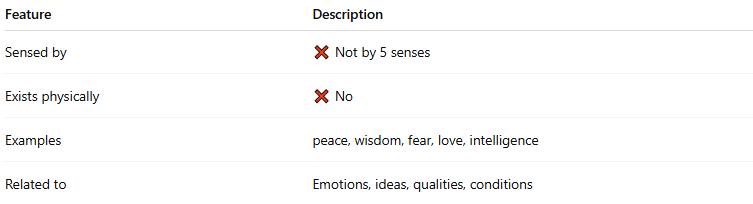 Feature Description
Sensed by ❌ Not by 5 senses
Exists physically ❌ No
Examples peace, wisdom, fear, love, intelligence
Related to Emotions, ideas, qualities, conditions